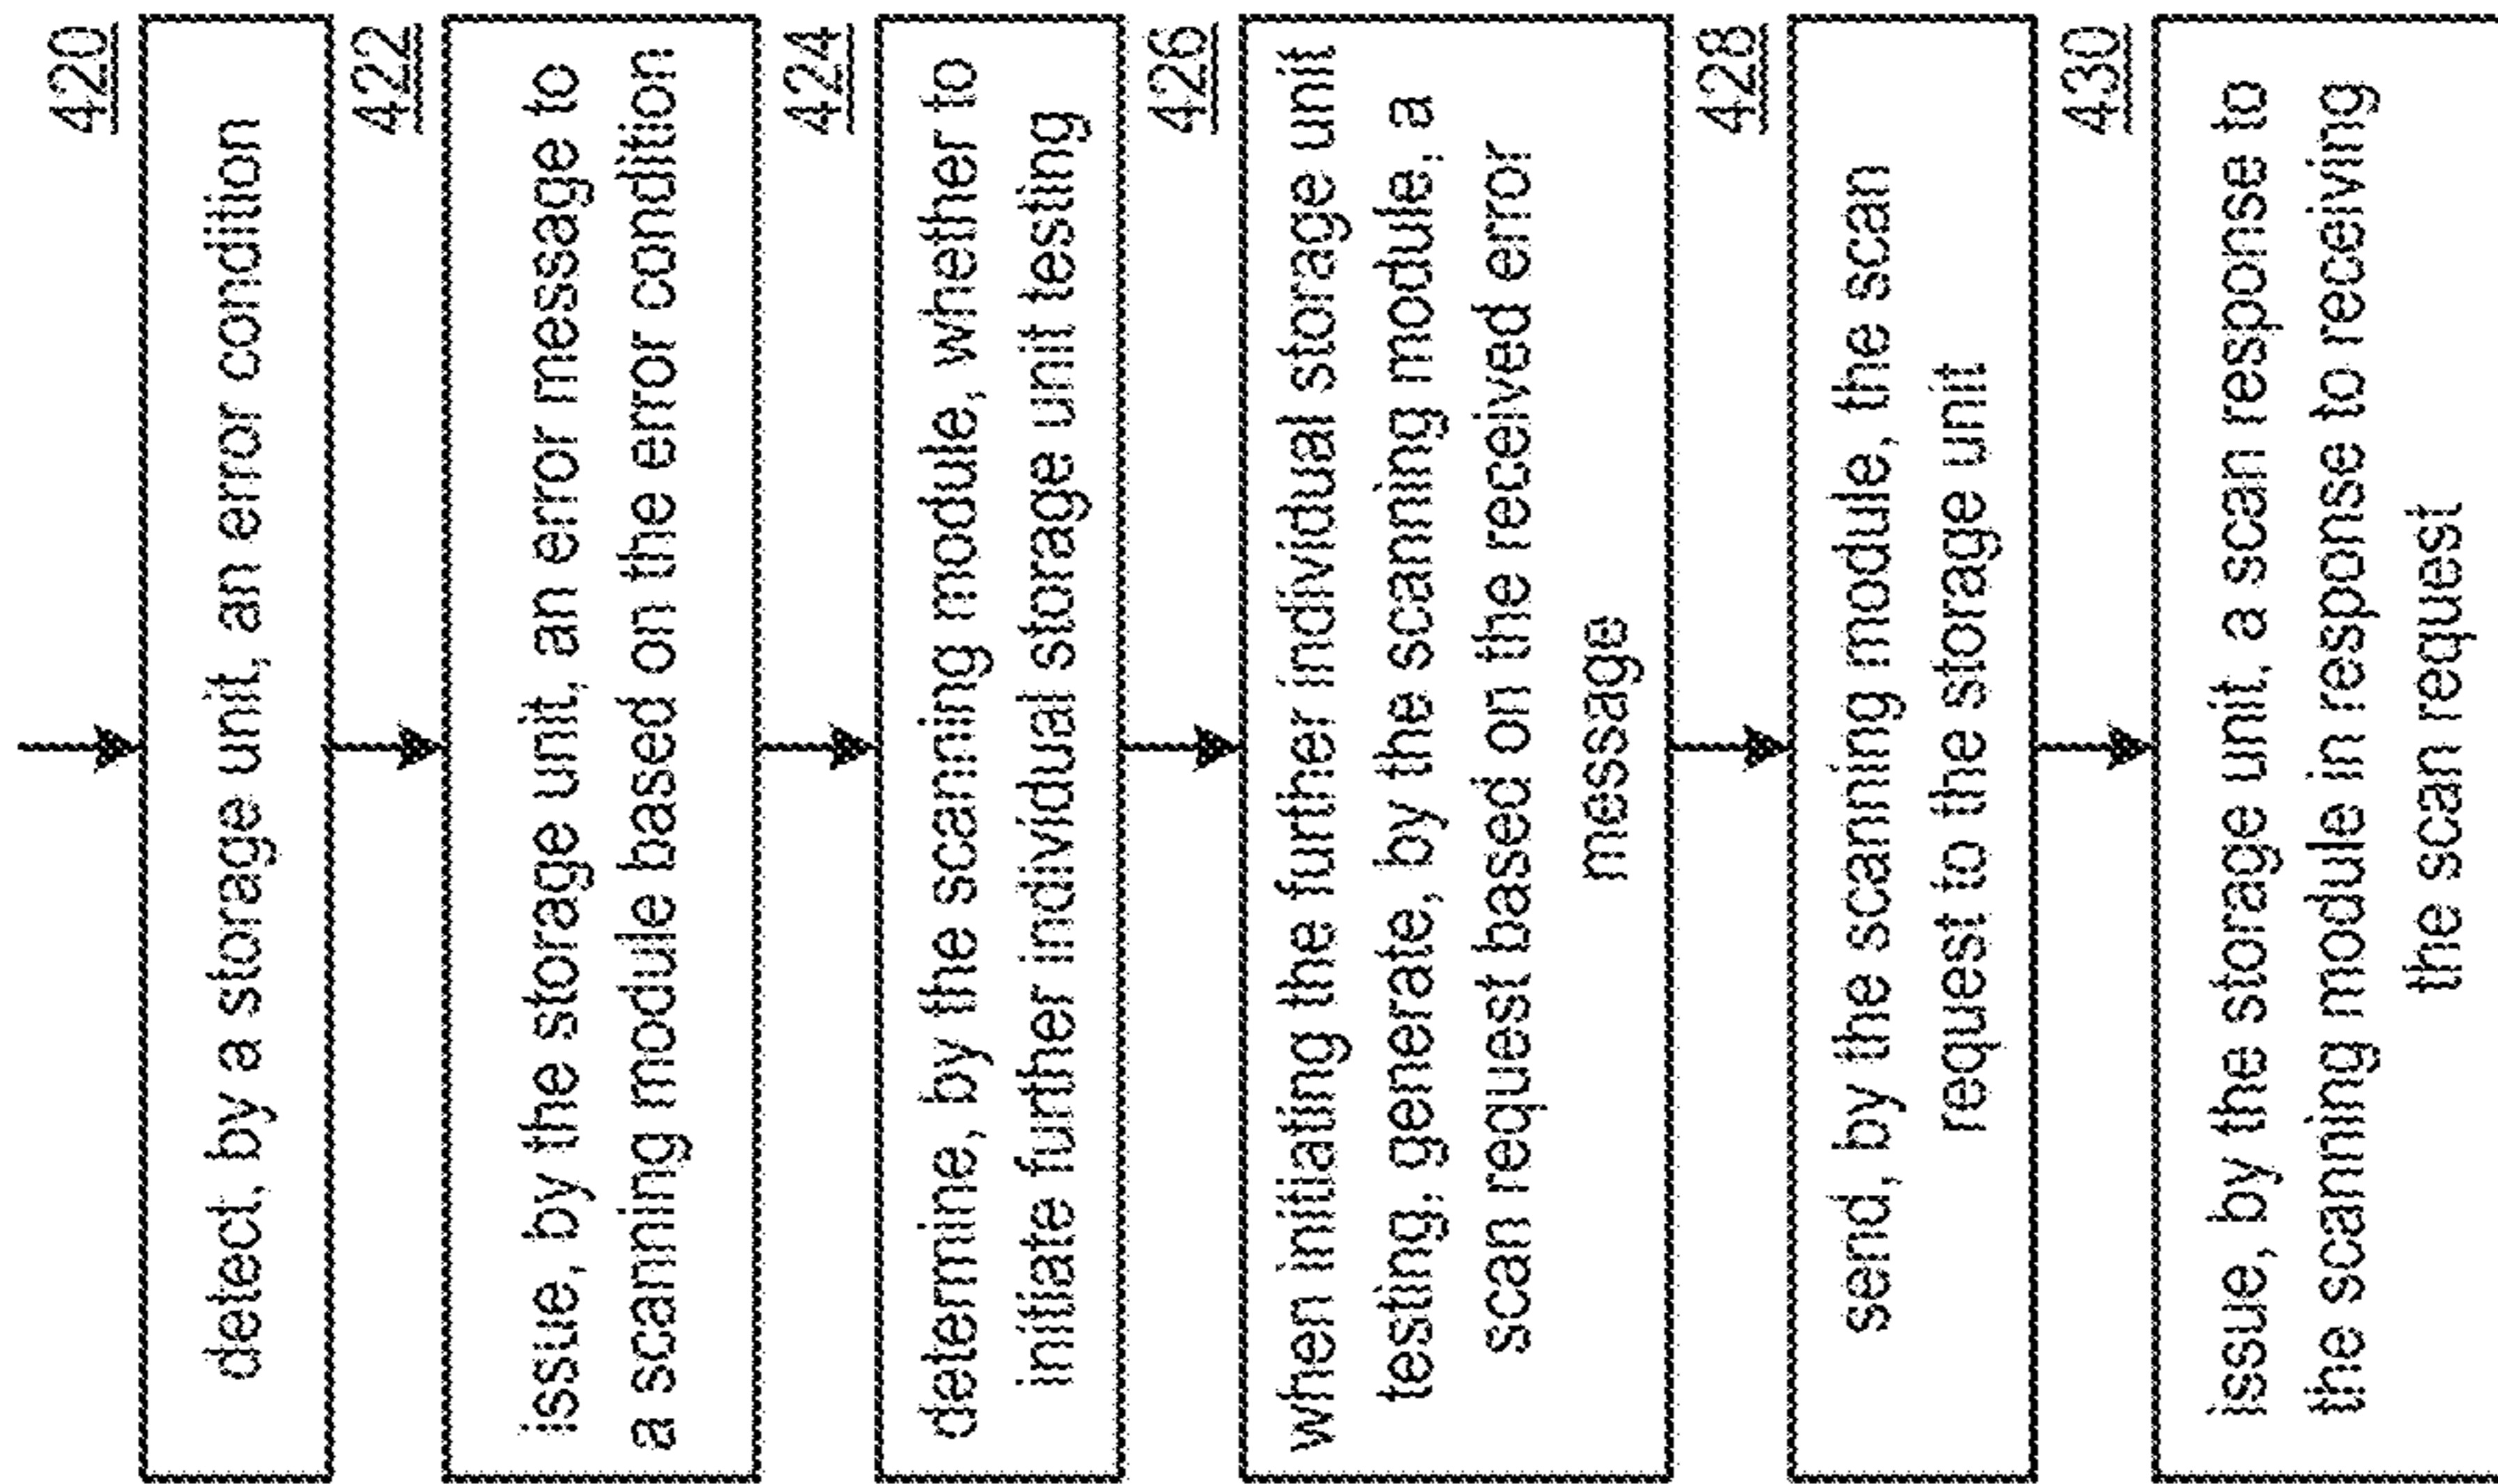 420
detect, by a storage unit, an error condition
422
issue, by the storage unit, an error message to
a scanning module based on the error condition
424
determine, by the scanning module, whether to
initiate further individual storage unit testing
426
when initiating the further individual storage unit
testing, generate, by the scanning module, a
scan request based on the received error
message
428
send, by the scanning module, the scan
request to the storage unit
430
issue, by the storage unit, a scan response to
the scanning module in response to receiving
the scan request